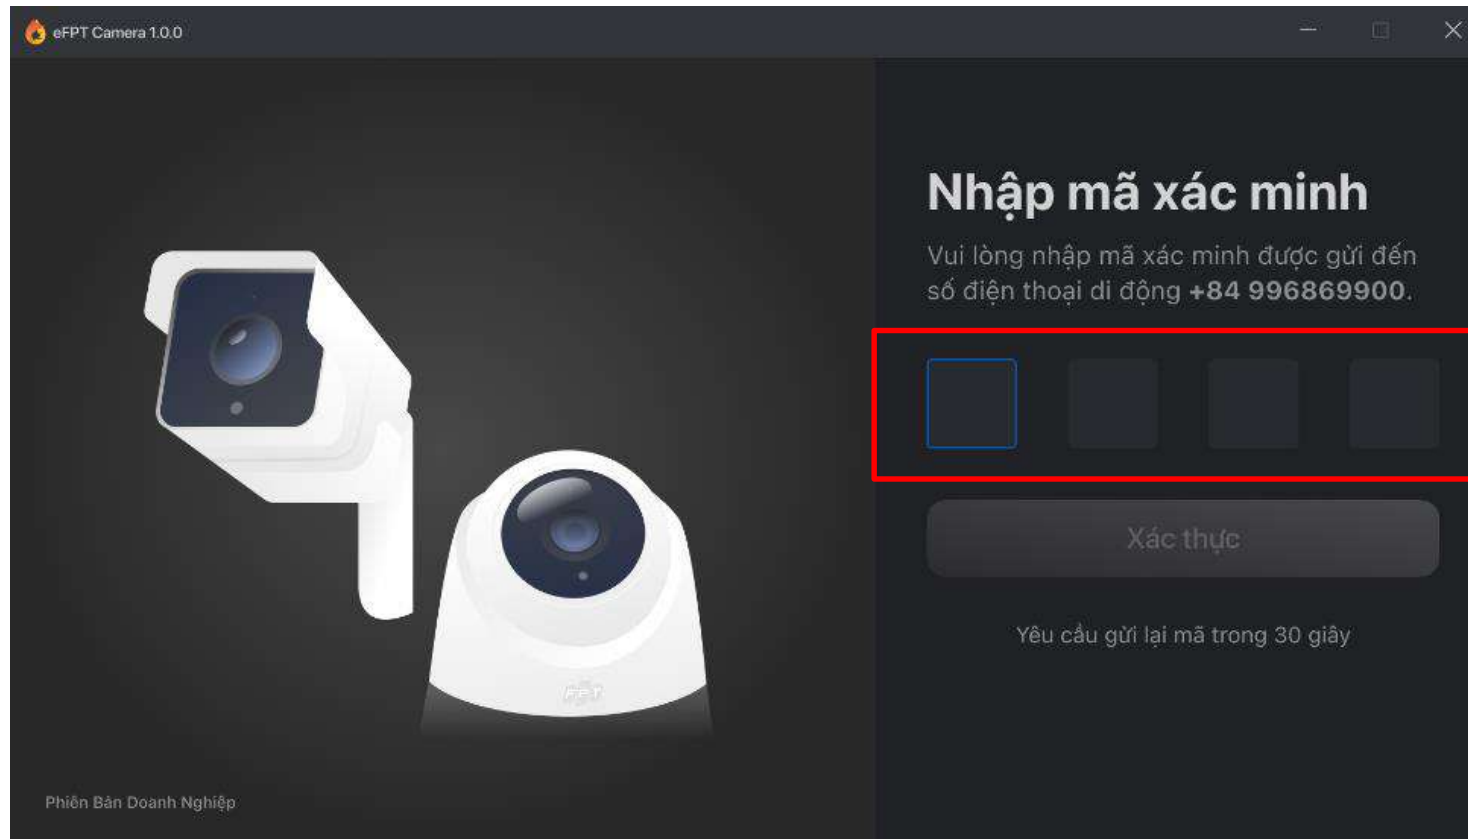 eFPT Camera 1.0.0
Nhập mã xác minh
Vui lòng nhập mã xác minh được gửi đến
số điện thoại di động +84 996869900.
Xác thực
Yêu cầu gửi lại mã trong 30 giây
FPT
Phiên Bản Doanh Nghiệp